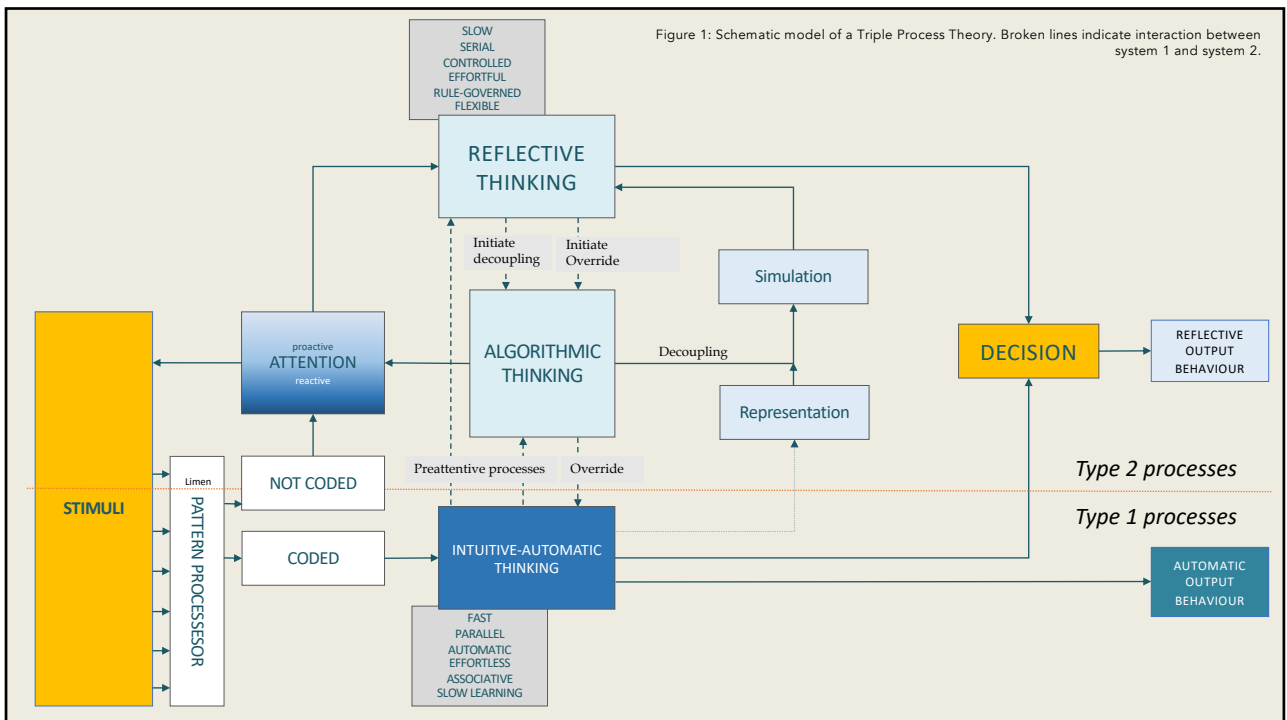 Figure 1: Schematic model of a Triple Process Theory. Broken lines indicate interaction between
system 1 and system 2.
SLOW
SERIAL
CONTROLLED
EFFORTFUL
RULE-GOVERNED
FLEXIBLE
REFLECTIVE
THINKING
Initiate
decoupling
Initiate
Override
Simulation
proactive
ATTENTION
reactive
ALGORITHMIC
THINKING
Decoupling
DECISION
REFLECTIVE
OUTPUT
BEHAVIOUR
Representation
Preattentive processes
Override
Type 2 processes
Limen
NOT CODED
STIMULI
PATTERN PROCESSESOR
Type 1 processes
CODED
INTUITIVE-AUTOMATIC
THINKING
AUTOMATIC
OUTPUT
BEHAVIOUR
FAST
PARALLEL
AUTOMATIC
EFFORTLESS
ASSOCIATIVE
SLOW LEARNING